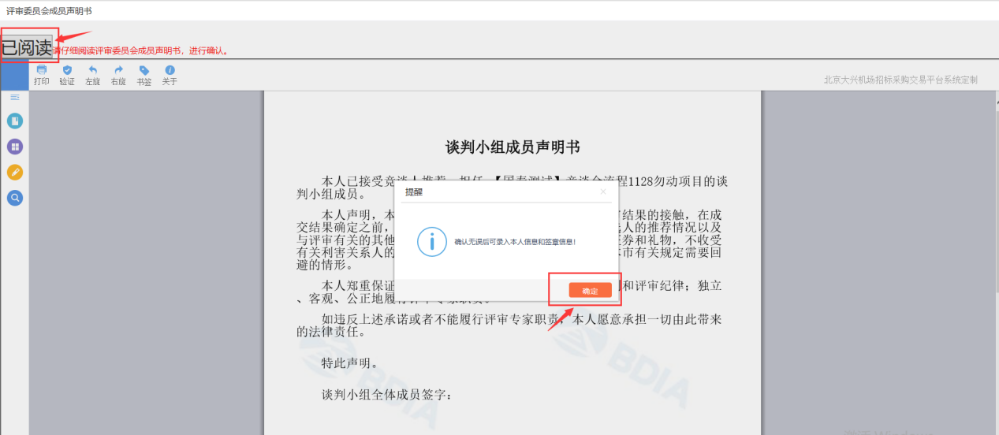 评审委员会成员声明书
已阅读
请仔细阅读评审委员会成员声明书，进行确认。
打印 验证 左旋 右旋 书签 关于
北京大兴机场招标采购交易平台系统定制
谈判小组成员声明书
本人已接受竞谈人推荐，担任【国泰测试】竞谈全流程1128勿动项目的谈
判小组成员。
本人声明，本
结果的接触，在成
交结果确定之前，
选人的推荐情况以及
与评审有关的其他
证券和礼物，不收受
有关利害关系人的
本市有关规定需要回
避的情形。
本人郑重保证
和评审纪律；独立
、客观、公正地履行评审专家职责。
如违反上述承诺或者不能履行评审专家职责，本人愿意承担一切由此带来
的法律责任。
特此声明。
谈判小组全体成员签字：
提醒
×
确认无误后可录入本人信息和签章信息！
确定
BDIA
BDIA